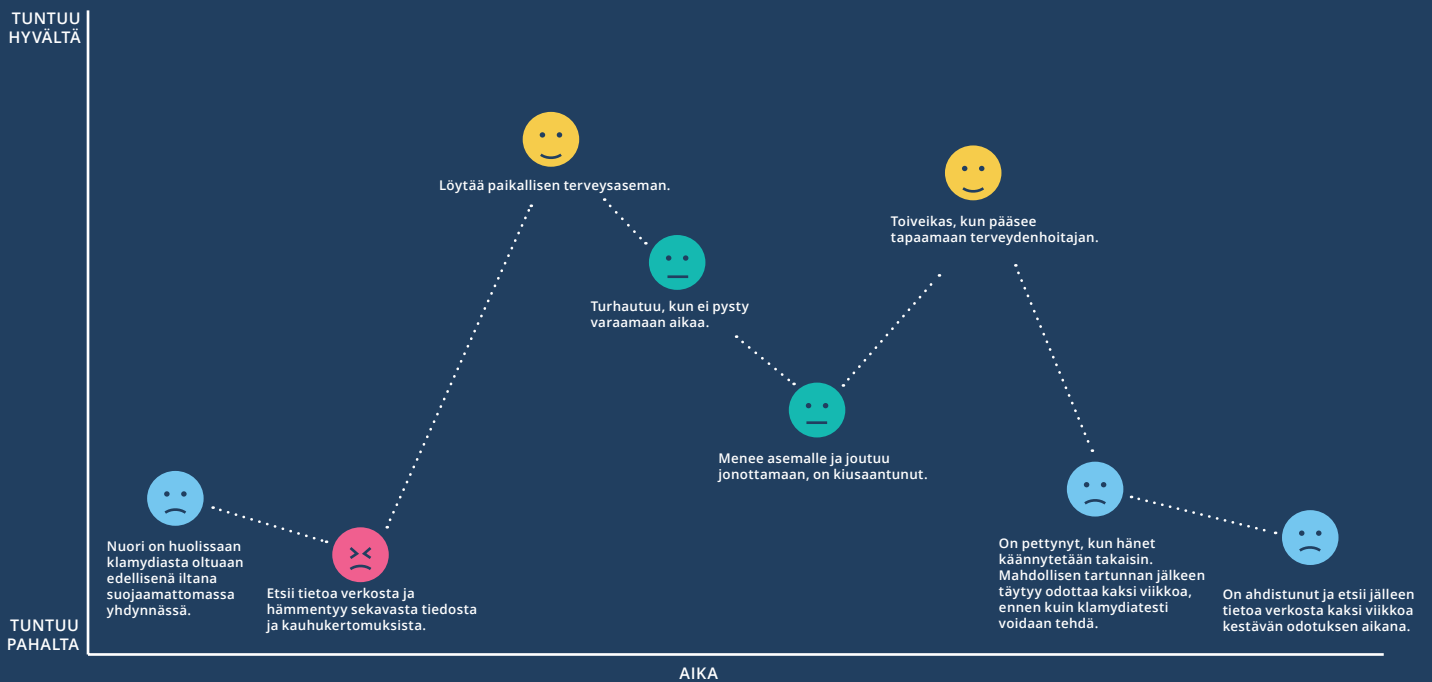 TUNTUU
HYVÄLTÄ
Nuori on huolissaan
klamydiasta oltuaan
edellisenä iltana
suojaamattomassa
yhdynnässä.
Etsii tietoa verkosta ja
hämmentyy sekavasta tiedosta
ja kauhukertomuksista.
Löytää paikallisen terveysaseman.
Turhautuu, kun ei pysty
varaamaan aikaa.
Menee asemalle ja joutuu
jonottamaan, on kiusaantunut.
Toiveikas, kun pääsee
tapaamaan terveydenhoitajan.
On pettynyt, kun hänet
käännytetään takaisin.
Mahdollisen tartunnan jälkeen
täytyy odottaa kaksi viikkoa,
ennen kuin klamydiatesti
voidaan tehdä.
On ahdistunut ja etsii jälleen
tietoa verkosta kaksi viikkoa
kestävän odotuksen aikana.
TUNTUU
PAHALTA
AIKA